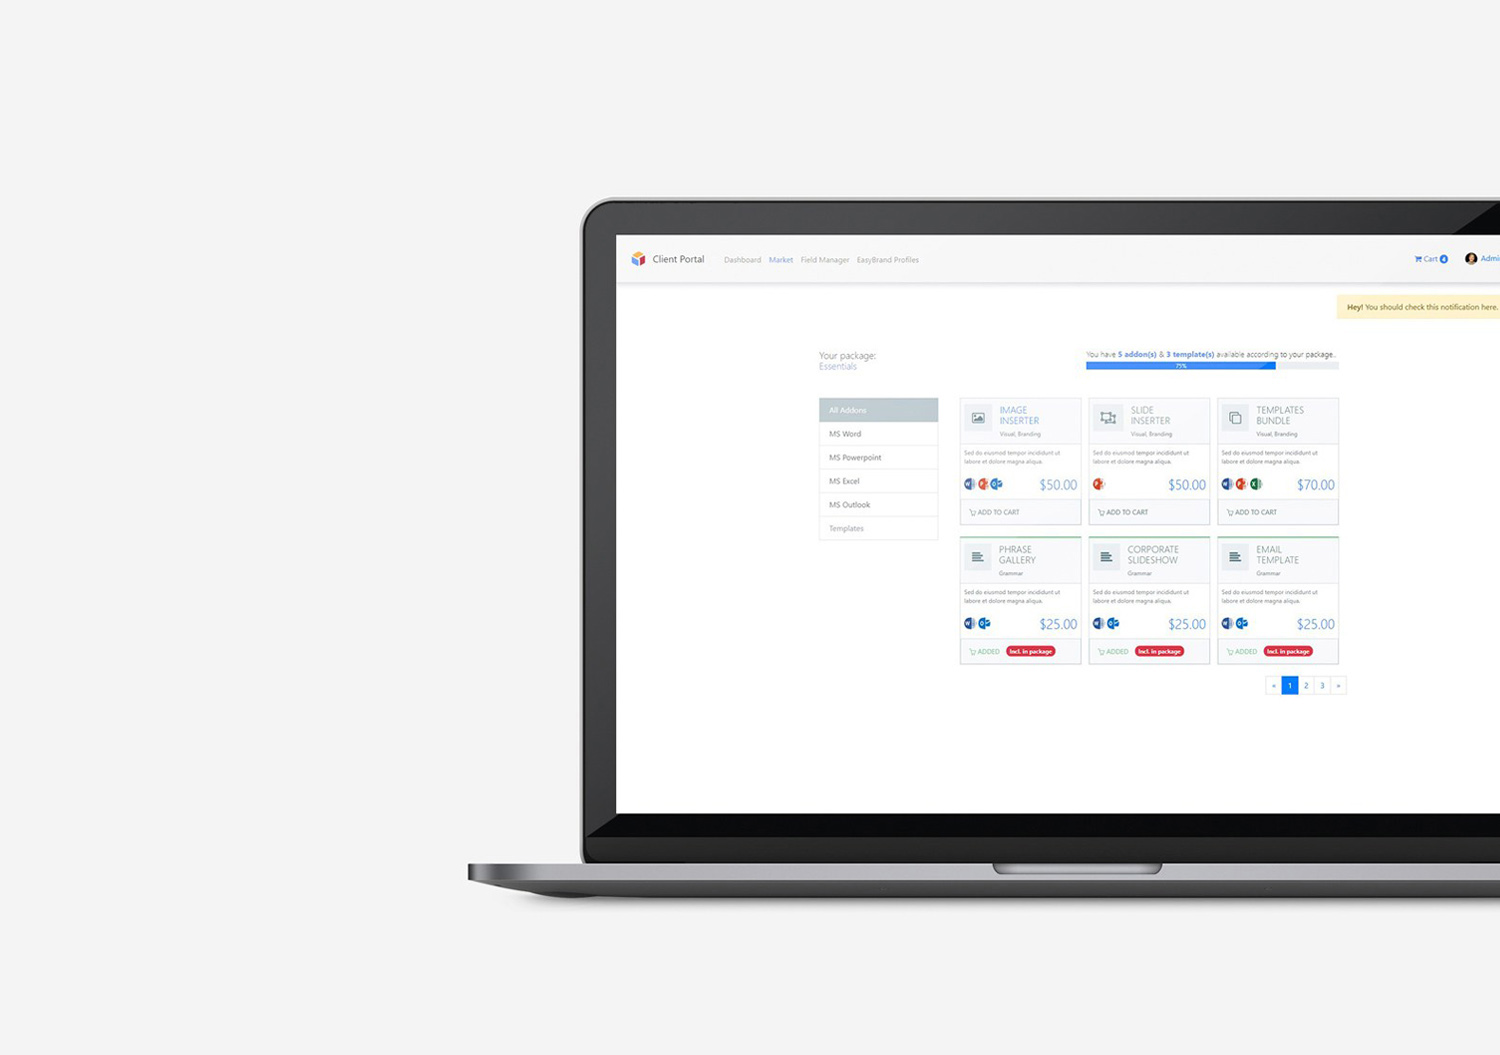 Client Portal
Dashboard Market Field Manager EasyBrand Profiles
Cart 4
Hey! You should check this notification here.
Your package:
Essentials
You have 5 addon(s) & 3 template(s) available according to your package.
75%
All Addons
MS Word
MS Powerpoint
MS Excel
MS Outlook
Templates
IMAGE
INSERTER
Visual, Branding
Sed do eiusmod tempor incididunt ut
labore et dolore magna aliqua.
$50.00
ADD TO CART
SLIDE
INSERTER
Visual, Branding
Sed do eiusmod tempor incididunt ut
labore et dolore magna aliqua.
$50.00
ADD TO CART
TEMPLATES
BUNDLE
Visual, Branding
Sed do eiusmod tempor incididunt ut
labore et dolore magna aliqua.
$70.00
ADD TO CART
PHRASE
GALLERY
Grammar
Sed do eiusmod tempor incididunt ut
labore et dolore magna aliqua.
$25.00
ADDED Incl. in package
CORPORATE
SLIDESHOW
Grammar
Sed do eiusmod tempor incididunt ut
labore et dolore magna aliqua.
$25.00
ADDED Incl. in package
EMAIL
TEMPLATE
Grammar
Sed do eiusmod tempor incididunt ut
labore et dolore magna aliqua.
$25.00
ADDED Incl. in package
« 1 2 3 »